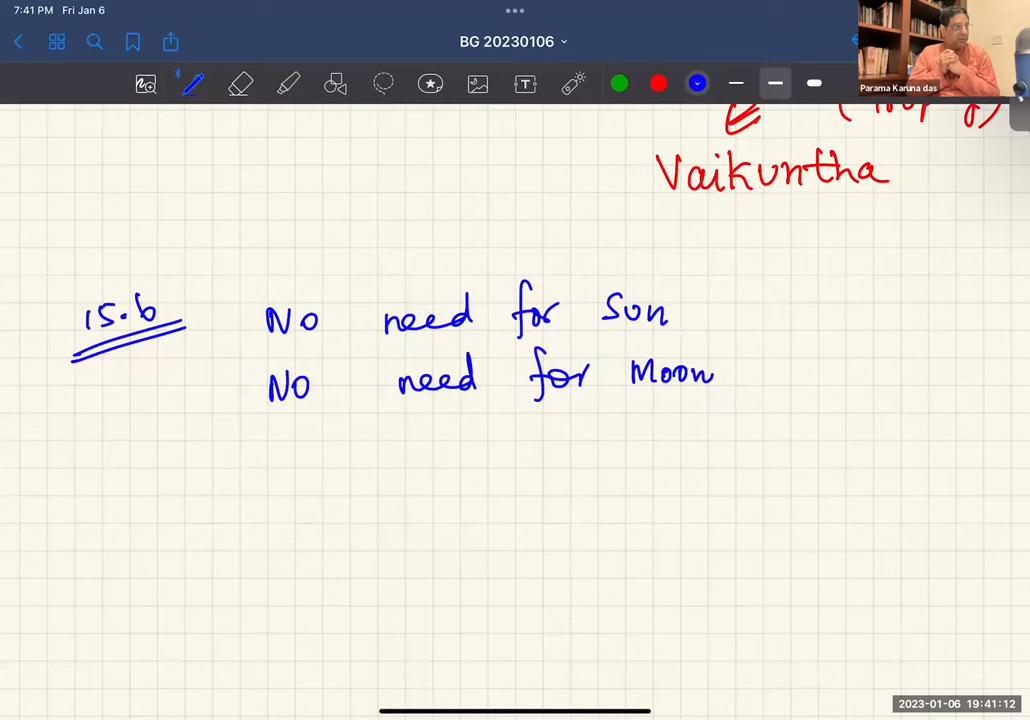 7:41 PM Fri Jan 6
BG 20230106
Parama Karuna das
Vaikuntha
15.6 No need for Sun
No need for Moon
2023-01-06 19:41:12